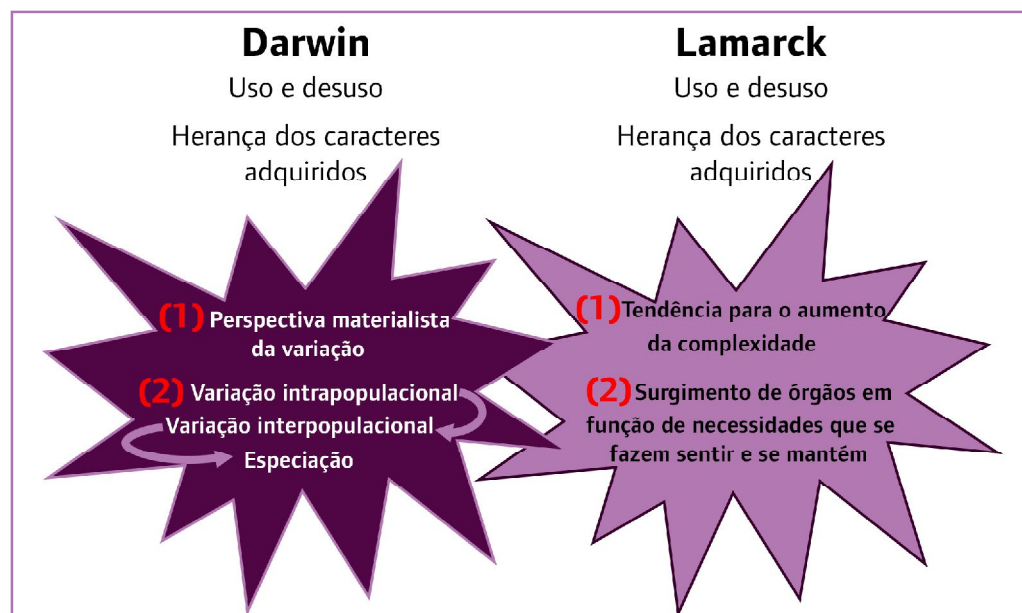 Darwin
Uso e desuso
Herança dos caracteres
adquiridos
(1) Perspectiva materialista
da variação
(2) Variação intrapopulacional
Variação interpopulacional
Especiação
Lamarck
Uso e desuso
Herança dos caracteres
adquiridos
(1) Tendência para o aumento
da complexidade
(2) Surgimento de órgãos em
função de necessidades que se
fazem sentir e se mantém